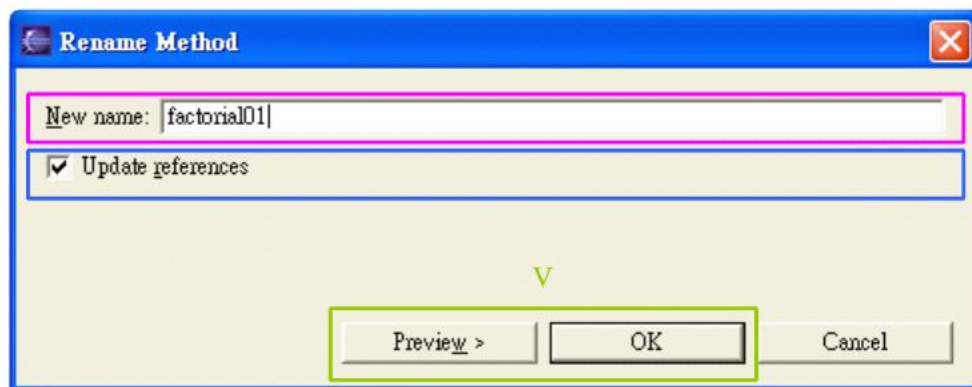 Rename Method
New name: factorial01
Update references
V
Preview > OK Cancel